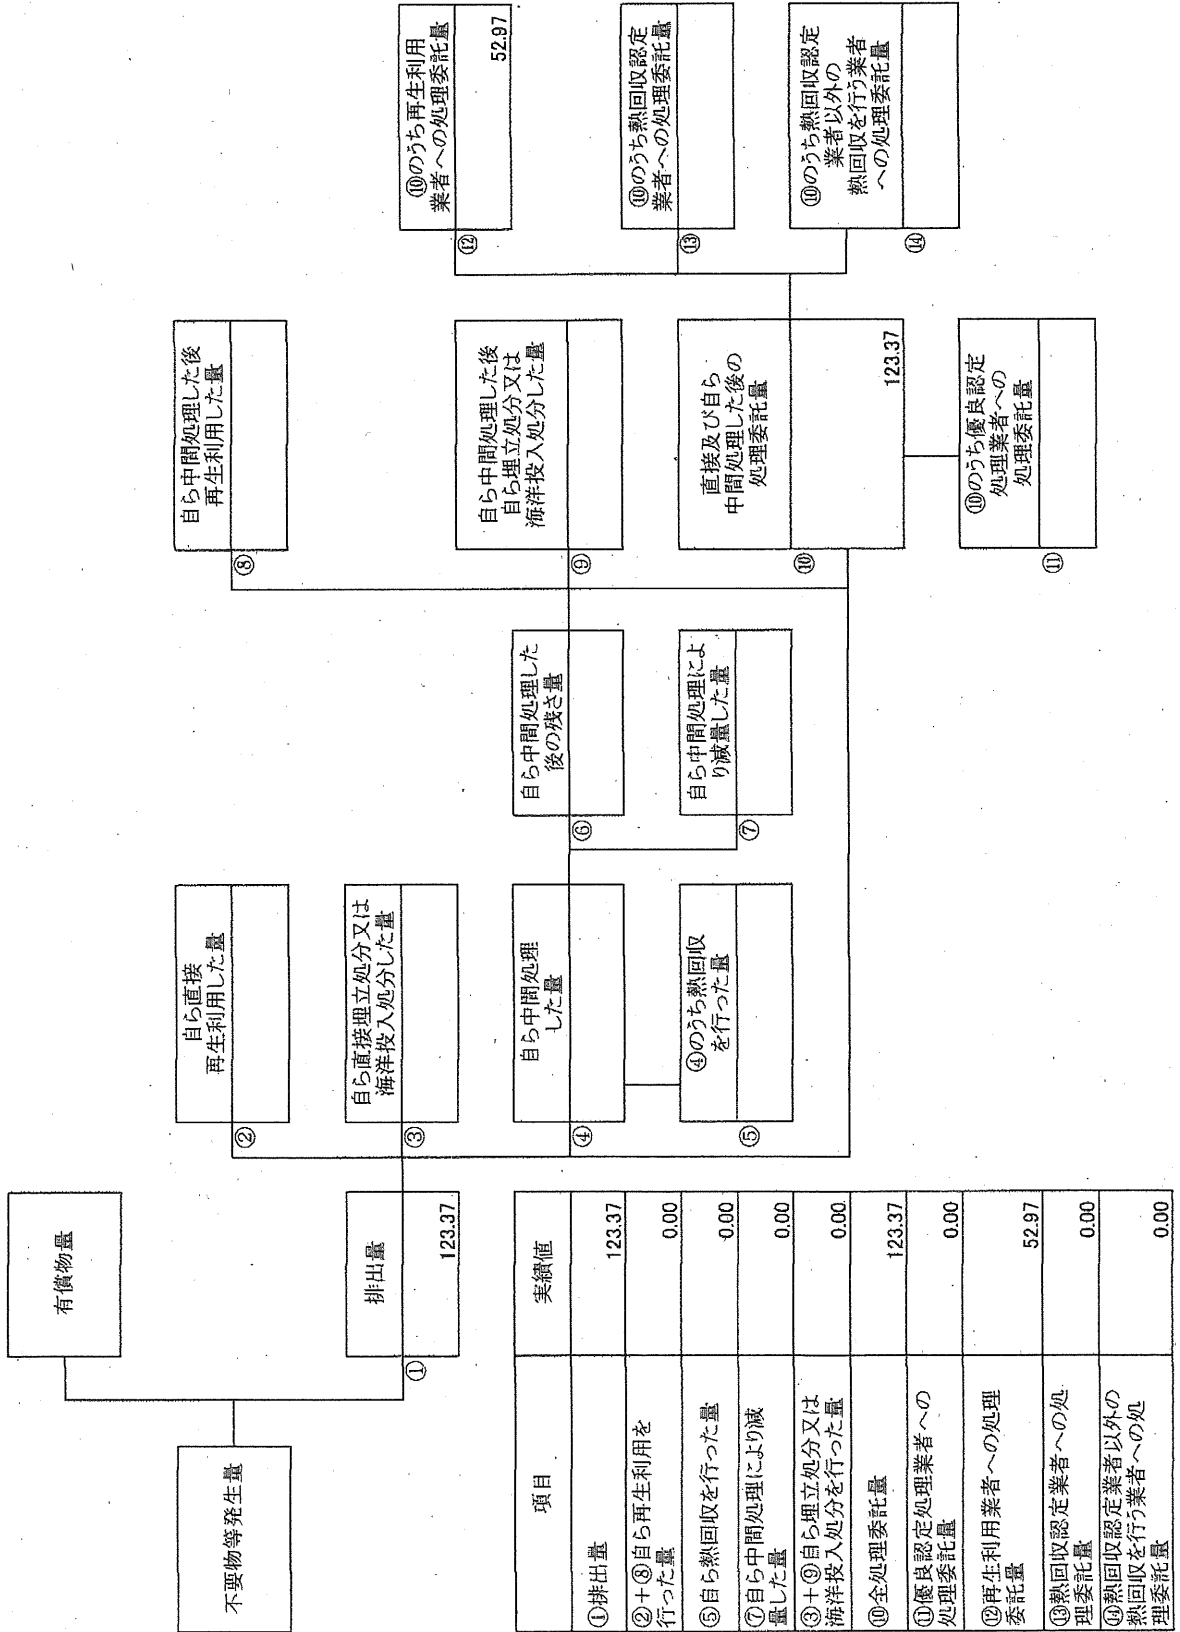 不要物等発生量
有償物量
排出量
①
123.37
自ら直接
再生利用した量
②
自ら直接埋立処分又は
海洋投入処分した量
③
自ら中間処理
した量
④
④のうち熱回収
を行った量
⑤
自ら中間処理した
後の残さ量
⑥
自ら中間処理によ
り減量した量
⑦
自ら中間処理した後
再生利用した量
⑧
自ら中間処理した後
自ら埋立処分又は
海洋投入処分した量
⑨
直接及び自ら
中間処理した後の
処理委託量
⑩
123.37
⑩のうち優良認定
処理業者への
処理委託量
⑪
⑩のうち再生利用
業者への処理委託量
⑫
52.97
⑩のうち熱回収認定
業者への処理委託量
⑬
⑩のうち熱回収認定
業者以外の
熱回収を行う業者
への処理委託量
⑭
項目 実績値
①排出量 123.37
②+⑧自ら再生利用を
行った量 0.00
⑤自ら熱回収を行った量 0.00
⑦自ら中間処理により減
量した量 0.00
③+⑨自ら埋立処分又は
海洋投入処分を行った量 0.00
⑩全処理委託量 123.37
⑪優良認定処理業者への
処理委託量 0.00
⑫再生利用業者への処理
委託量 52.97
⑬熱回収認定業者への処
理委託量 0.00
⑭熱回収認定業者以外の
熱回収を行う業者への処
理委託量 0.00